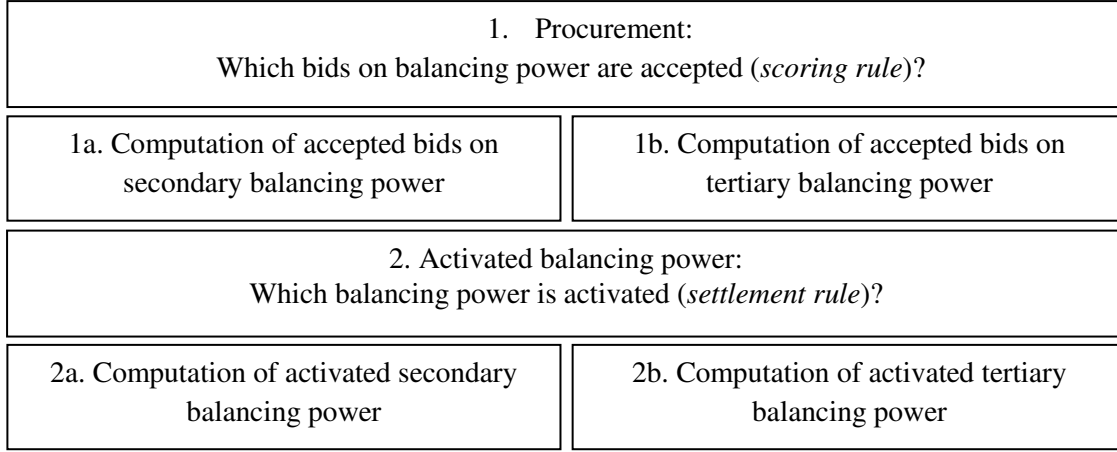 1. Procurement:
Which bids on balancing power are accepted (scoring rule)?
1a. Computation of accepted bids on
secondary balancing power
1b. Computation of accepted bids on
tertiary balancing power
2. Activated balancing power:
Which balancing power is activated (settlement rule)?
2a. Computation of activated secondary
balancing power
2b. Computation of activated tertiary
balancing power